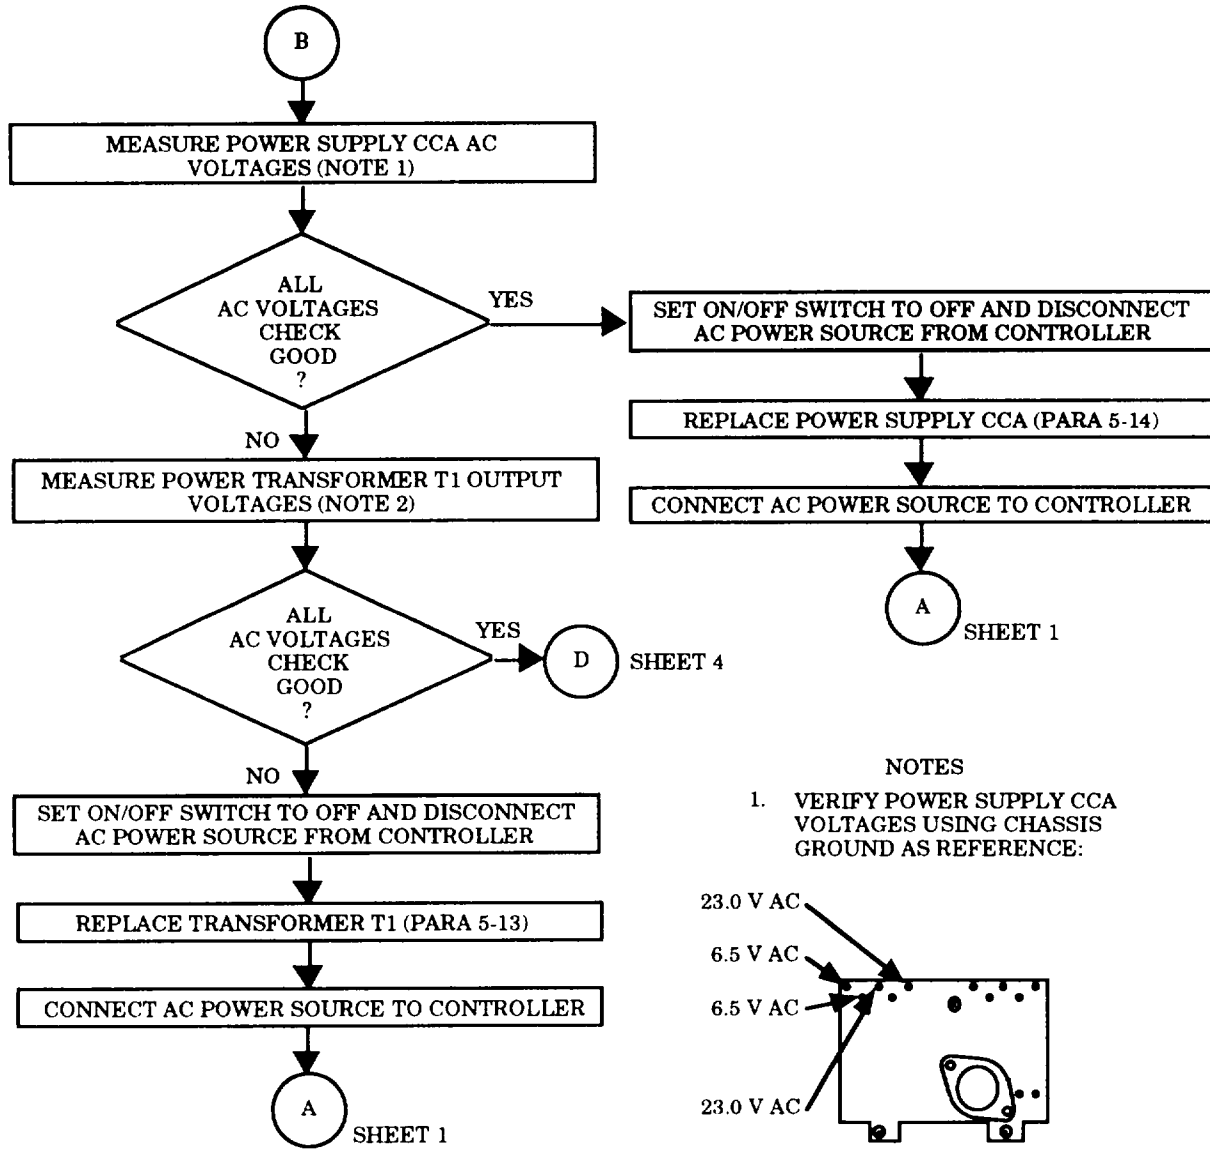 B
MEASURE POWER SUPPLY CCA AC
VOLTAGES (NOTE 1)
ALL
AC VOLTAGES
CHECK
GOOD
?
YES
SET ON/OFF SWITCH TO OFF AND DISCONNECT
AC POWER SOURCE FROM CONTROLLER
REPLACE POWER SUPPLY CCA (PARA 5-14)
CONNECT AC POWER SOURCE TO CONTROLLER
A
SHEET 1
NO
MEASURE POWER TRANSFORMER T1 OUTPUT
VOLTAGES (NOTE 2)
ALL
AC VOLTAGES
CHECK
GOOD
?
YES
D
SHEET 4
NO
SET ON/OFF SWITCH TO OFF AND DISCONNECT
AC POWER SOURCE FROM CONTROLLER
REPLACE TRANSFORMER T1 (PARA 5-13)
CONNECT AC POWER SOURCE TO CONTROLLER
A
SHEET 1
NOTES
1. VERIFY POWER SUPPLY CCA
VOLTAGES USING CHASSIS
GROUND AS REFERENCE:
23.0 V AC
6.5 V AC
6.5 V AC
23.0 V AC